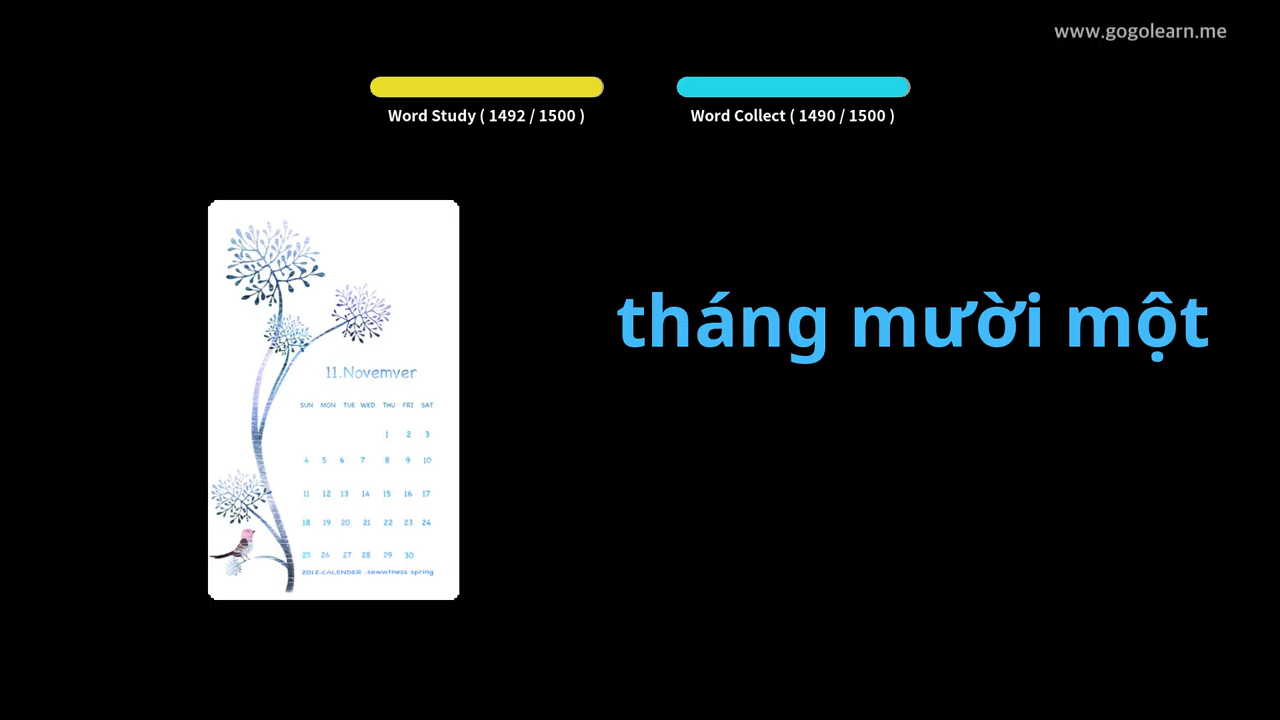 www.gogolearn.me
Word Study ( 1492 / 1500 )
Word Collect ( 1490 / 1500 )
tháng mười một
11.Novemver
SUN MON TUE WED THU FRI SAT
1 2 3
4 5 6 7 8 9 10
11 12 13 14 15 16 17
18 19 20 21 22 23 24
25 26 27 28 29 30
2012.CALENDER .sewwtness spring